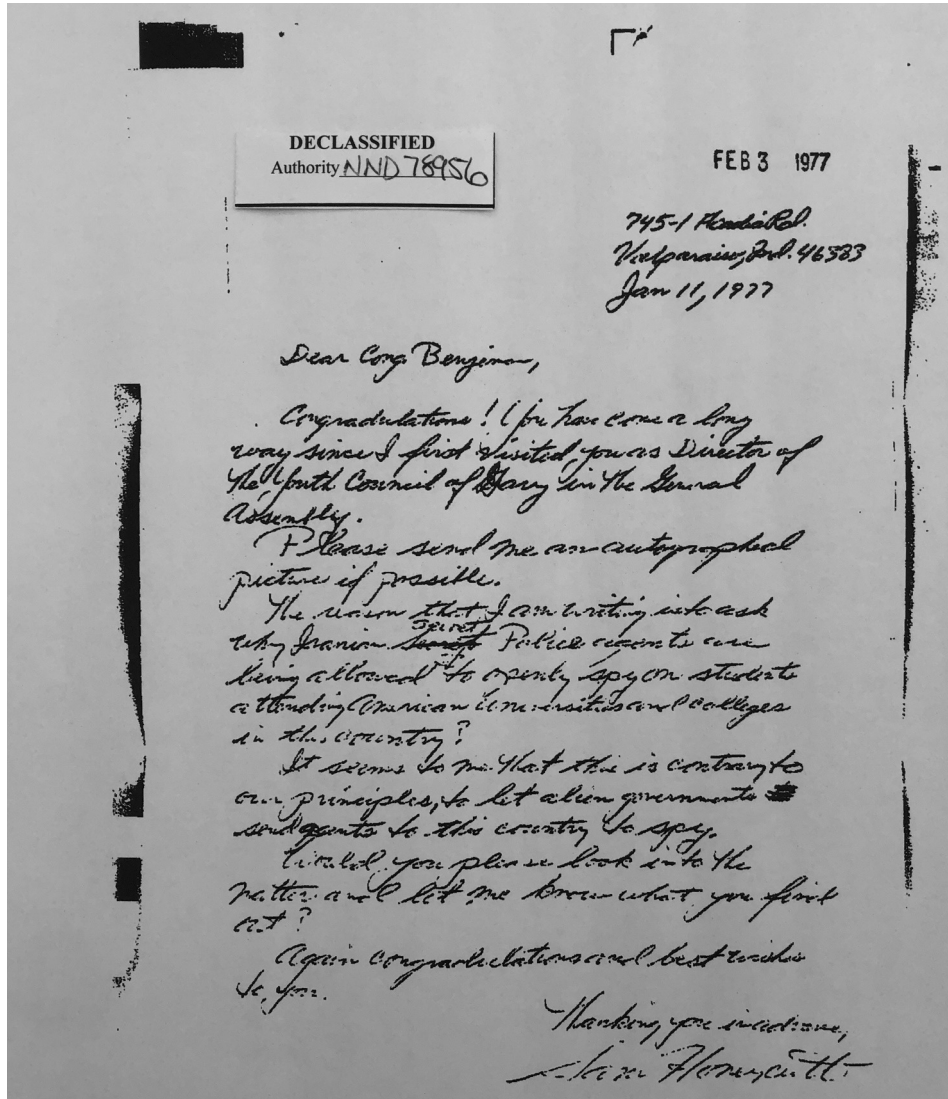 DECLASSIFIED
Authority NND 78956
FEB 3 1977
745-1 Rd.
Valparaiso, Ind. 46383
Jan 11, 1977
Dear Cong Benjimin,
Congradulations! You have come a long
way since I first visited, you as Director of
the Youth Council of Gary in the General
Assembly.
Please send me an autographed
picture if possible.
The reason that I am writing is to ask
why Iranian secret Police agents are
being allowed to openly spy on students
attending American Universities and colleges
in this country?
It seems to me that this is contrary to
our principles, to let alien governments
send agents to this country to spy.
Would you please look into the
matter and let me know what you find
out?
Again congradulations and best wishes
to you.
Thanking you in advance,
Honeycutt